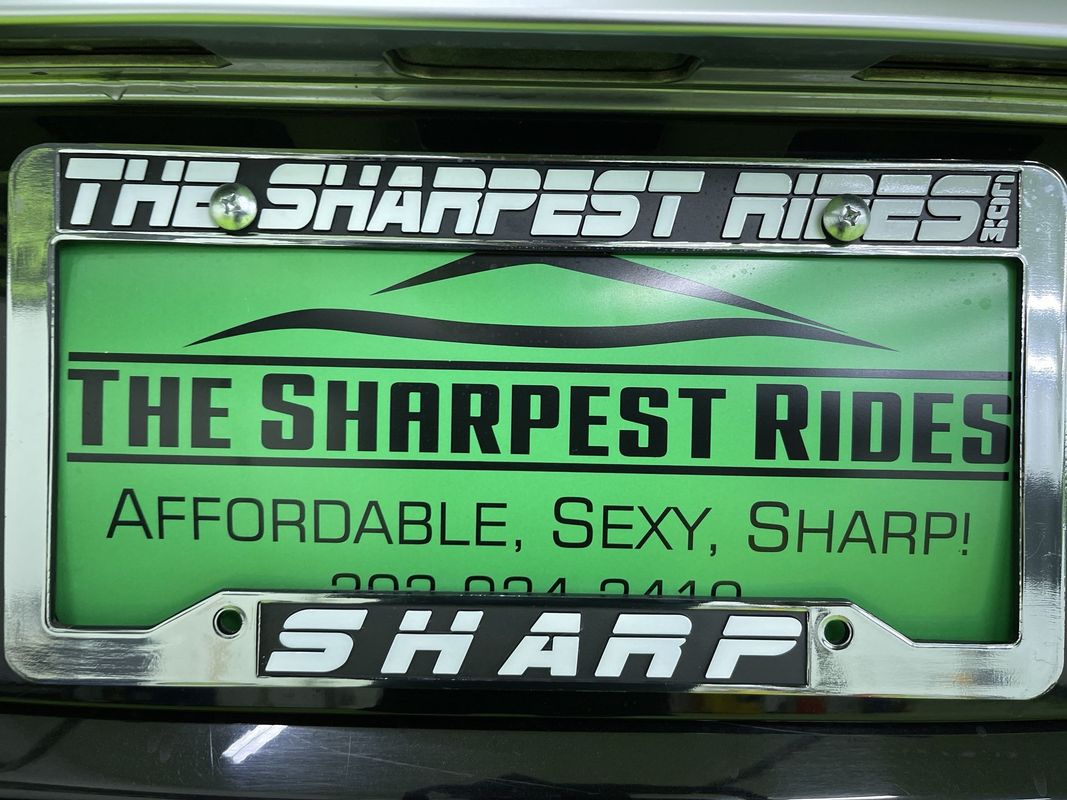 THE SHARPEST RIDES.COM
THE SHARPEST RIDES
AFFORDABLE, SEXY, SHARP!
SHARP